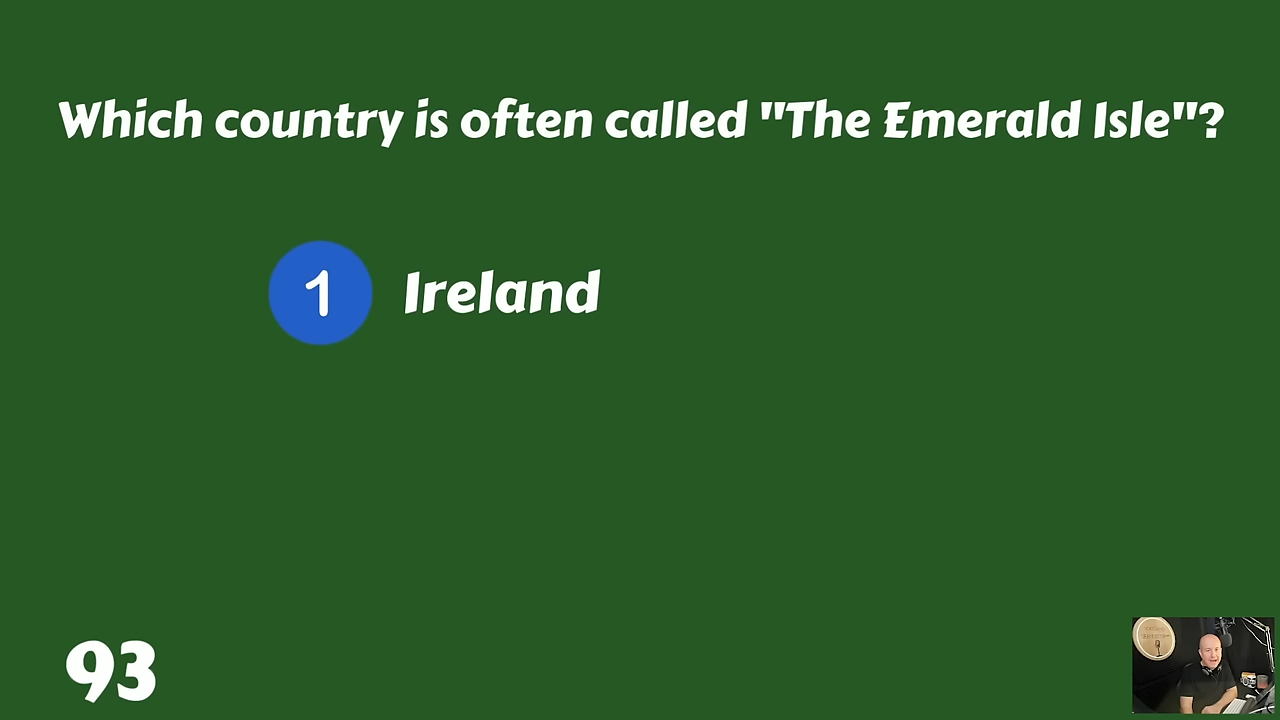 Which country is often called "The Emerald Isle"?
1 Ireland
93